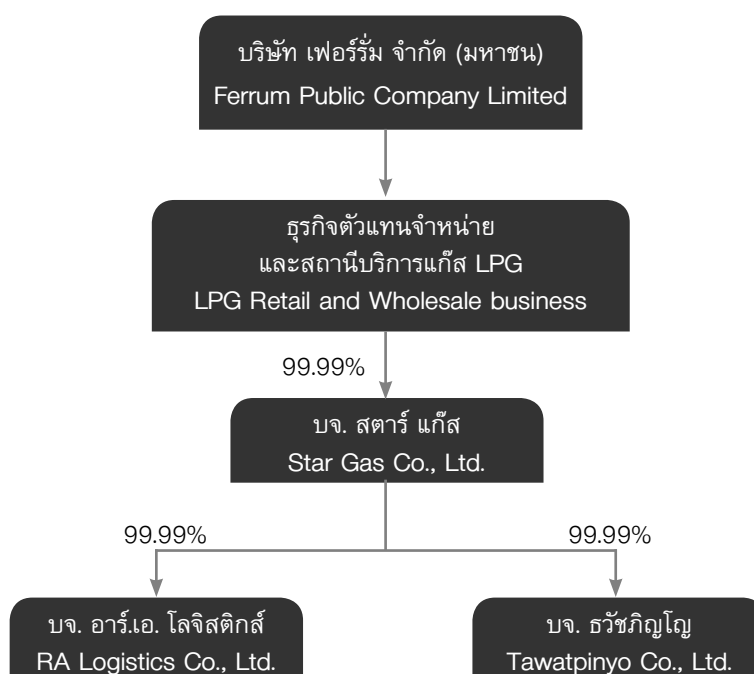 บริษัท เฟอร์รั่ม จำกัด (มหาชน)
Ferrum Public Company Limited
ธุรกิจตัวแทนจำหน่าย
และสถานีบริการแก๊ส LPG
LPG Retail and Wholesale business
99.99%
บจ. สตาร์ แก๊ส
Star Gas Co., Ltd.
99.99%
99.99%
บจ. อาร์.เอ. โลจิสติกส์
RA Logistics Co., Ltd.
บจ. ธวัชภิญโญ
Tawatpinyo Co., Ltd.